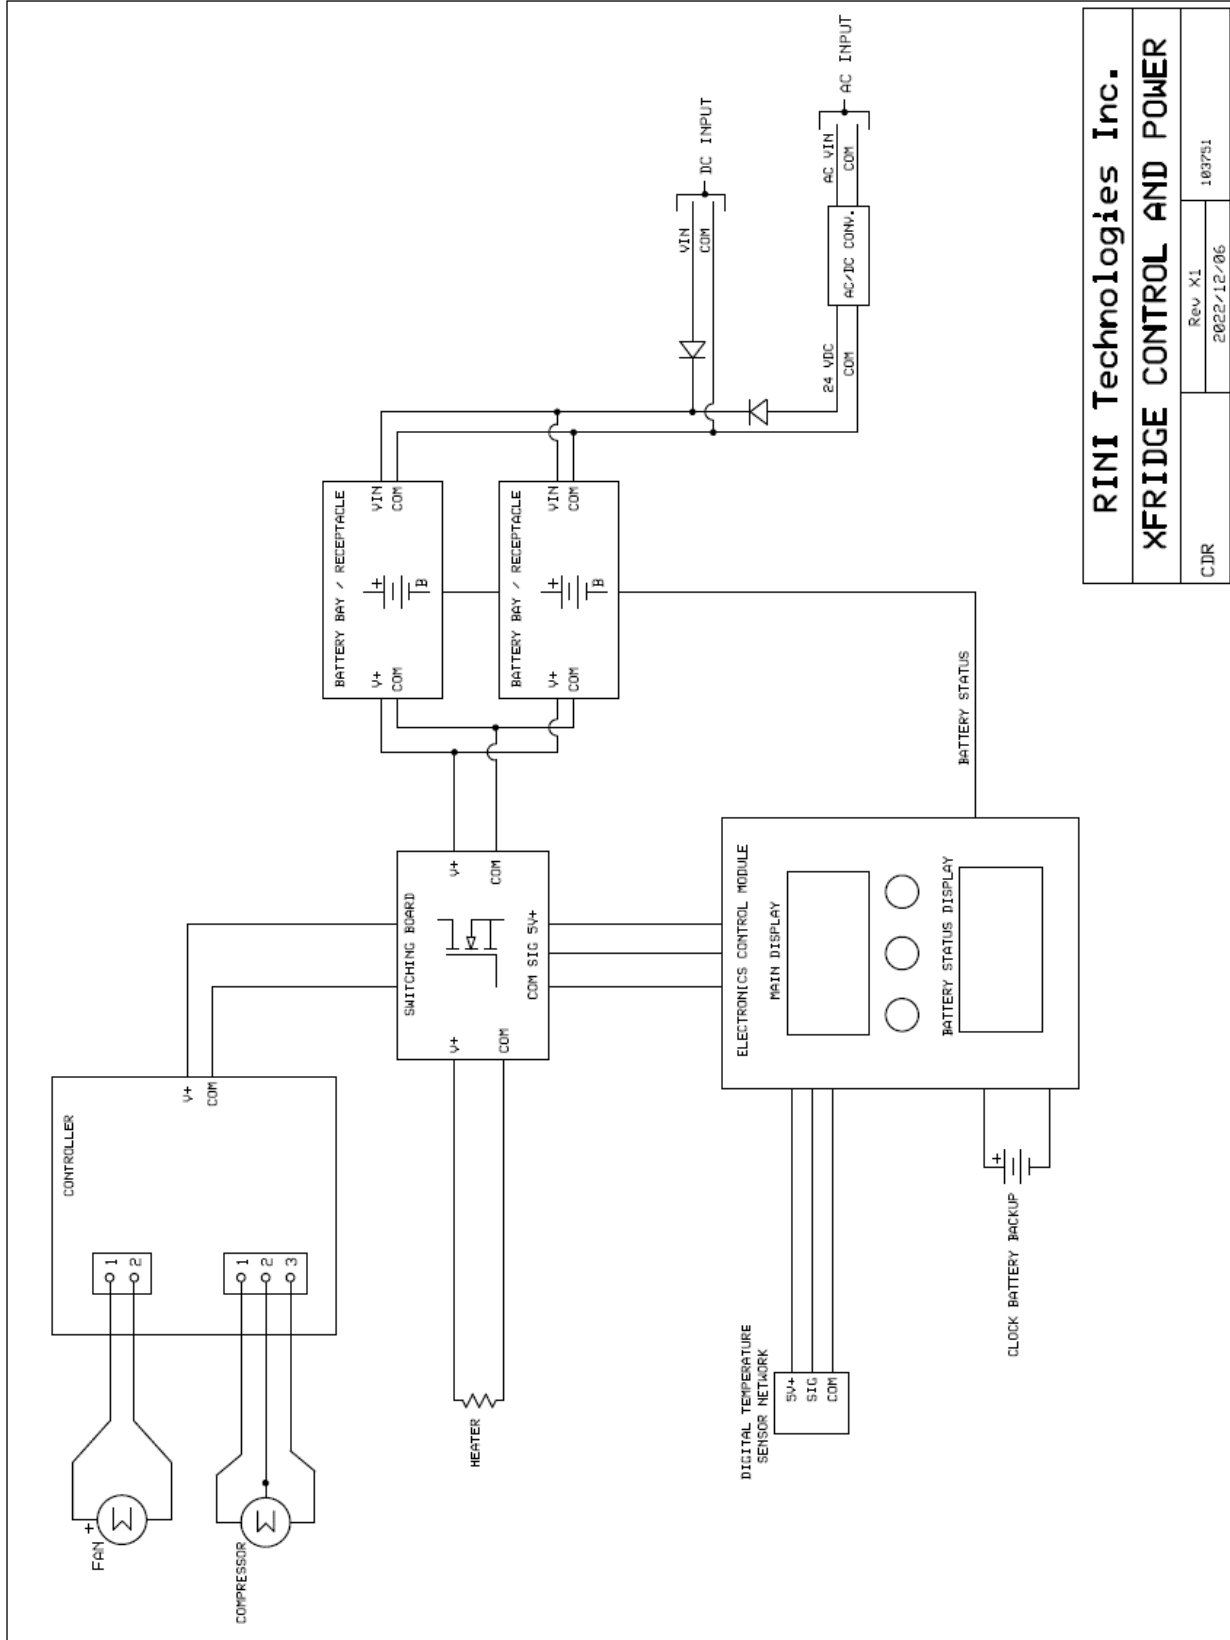 FAN
+
M
COMPRESSOR
M
CONTROLLER
1
2
1
2
3
V+
COM
HEATER
SWITCHING BOARD
V+
COM
V+
COM
COM SIG 5V+
BATTERY BAY / RECEPTACLE
V+
COM
+
B
VIN
COM
BATTERY BAY / RECEPTACLE
V+
COM
+
B
VIN
COM
VIN
COM
DC INPUT
24 VDC
COM
AC/DC CONV.
AC VIN
COM
AC INPUT
DIGITAL TEMPERATURE
SENSOR NETWORK
5V+
SIG
COM
ELECTRONICS CONTROL MODULE
MAIN DISPLAY
BATTERY STATUS DISPLAY
BATTERY STATUS
CLOCK BATTERY BACKUP
+
RINI Technologies Inc.
XFRIDGE CONTROL AND POWER
CDR
Rev X1
2022/12/06
103751